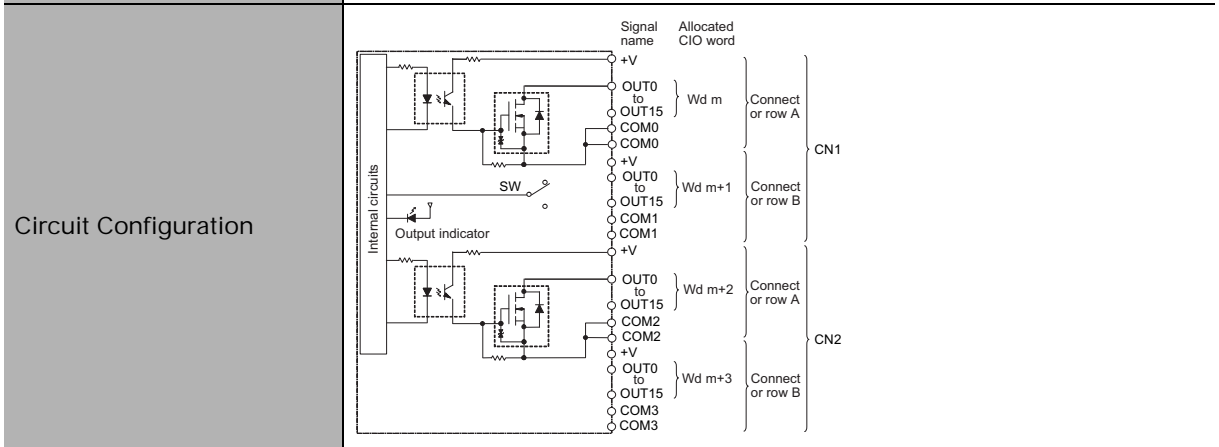 Circuit Configuration
Internal circuits
SW
Output indicator
Signal
name
Allocated
CIO word
+V
OUT0
to
OUT15
COM0
COM0
Wd m
Connect
or row A
+V
OUT0
to
OUT15
COM1
COM1
Wd m+1
Connect
or row B
CN1
+V
OUT0
to
OUT15
COM2
COM2
Wd m+2
Connect
or row A
+V
OUT0
to
OUT15
COM3
COM3
Wd m+3
Connect
or row B
CN2